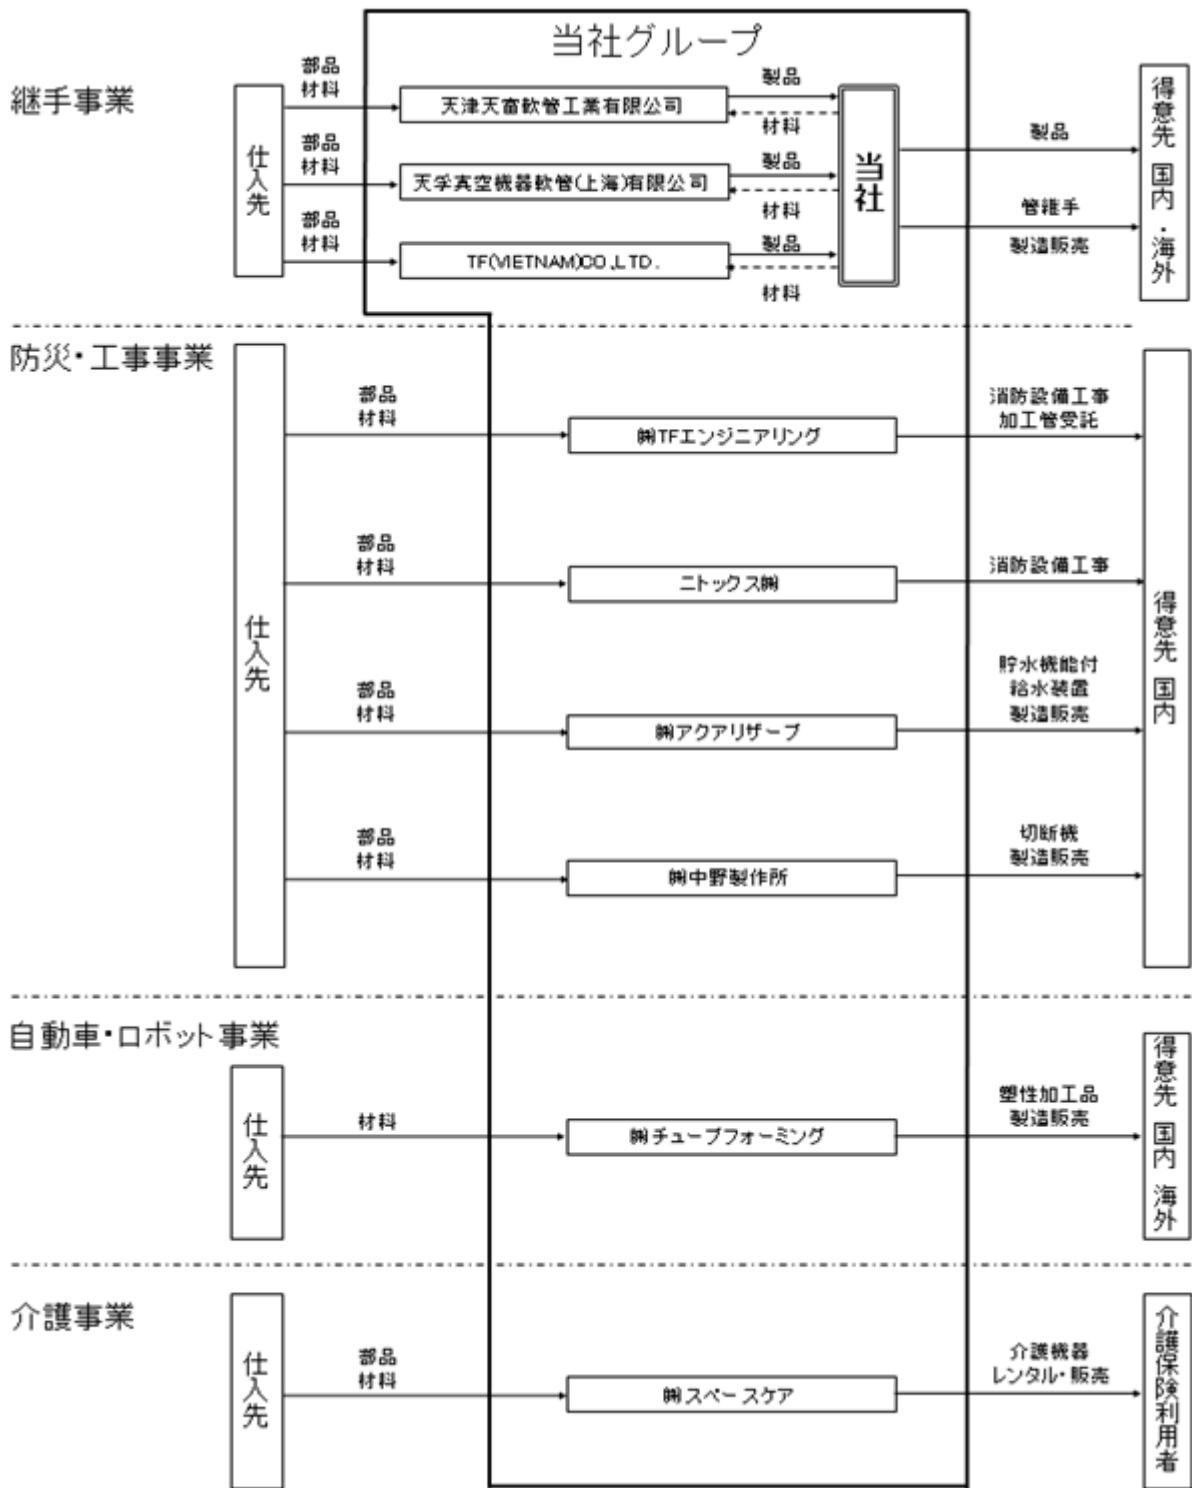 当社グループ
継手事業
仕入先
部品
材料
天津天富軟管工業有限公司
製品
材料
部品
材料
天孚真空機器軟管(上海)有限公司
製品
材料
部品
材料
TF(VIETNAM)CO.,LTD.
製品
材料
当社
製品
管継手
製造販売
得意先 国内・海外
防災・工事事業
仕入先
部品
材料
㈱TFエンジニアリング
消防設備工事
加工管受託
部品
材料
ニトックス㈱
消防設備工事
部品
材料
㈱アクアリザーブ
貯水機能付
給水装置
製造販売
部品
材料
㈱中野製作所
切断機
製造販売
得意先 国内
自動車・ロボット事業
仕入先
材料
㈱チューブフォーミング
塑性加工品
製造販売
得意先 国内 海外
介護事業
仕入先
部品
材料
㈱スペースケア
介護機器
レンタル・販売
介護保険利用者